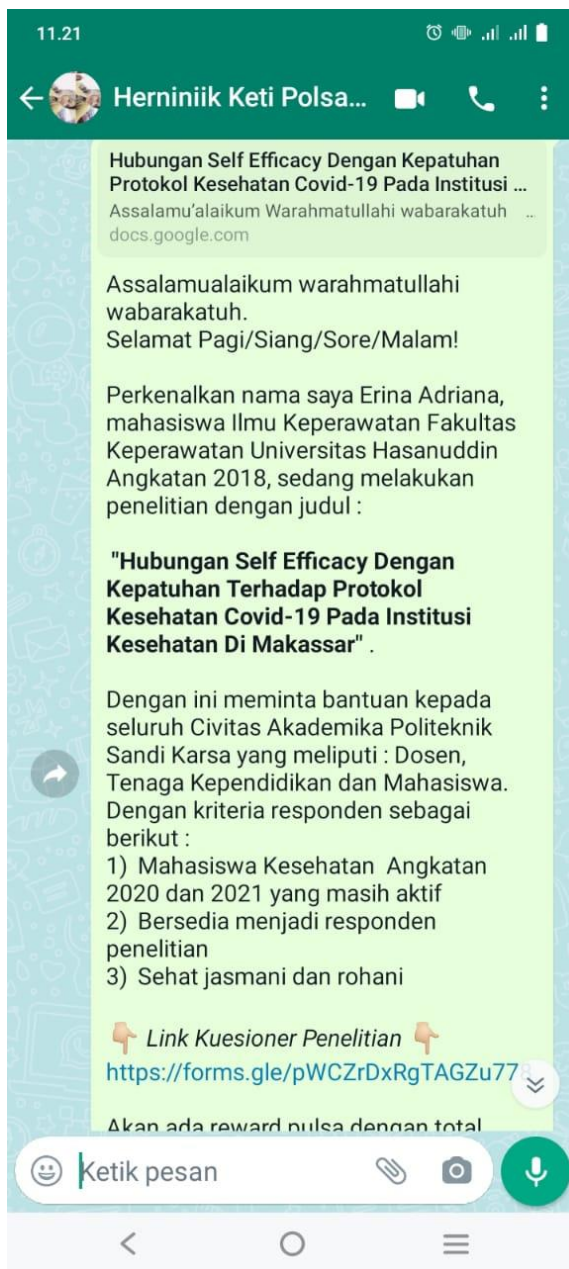 11.21
Herniniik Keti Polsa...
Hubungan Self Efficacy Dengan Kepatuhan
Protokol Kesehatan Covid-19 Pada Institusi ...
Assalamu'alaikum Warahmatullahi wabarakatuh ...
docs.google.com
Assalamualaikum warahmatullahi
wabarakatuh.
Selamat Pagi/Siang/Sore/Malam!
Perkenalkan nama saya Erina Adriana,
mahasiswa Ilmu Keperawatan Fakultas
Keperawatan Universitas Hasanuddin
Angkatan 2018, sedang melakukan
penelitian dengan judul :
"Hubungan Self Efficacy Dengan
Kepatuhan Terhadap Protokol
Kesehatan Covid-19 Pada Institusi
Kesehatan Di Makassar" .
Dengan ini meminta bantuan kepada
seluruh Civitas Akademika Politeknik
Sandi Karsa yang meliputi : Dosen,
Tenaga Kependidikan dan Mahasiswa.
Dengan kriteria responden sebagai
berikut :
1) Mahasiswa Kesehatan Angkatan
2020 dan 2021 yang masih aktif
2) Bersedia menjadi responden
penelitian
3) Sehat jasmani dan rohani
Link Kuesioner Penelitian
https://forms.gle/pWCZrDxRgTAGZu77
Akan ada reward pulsa dengan total
Ketik pesan